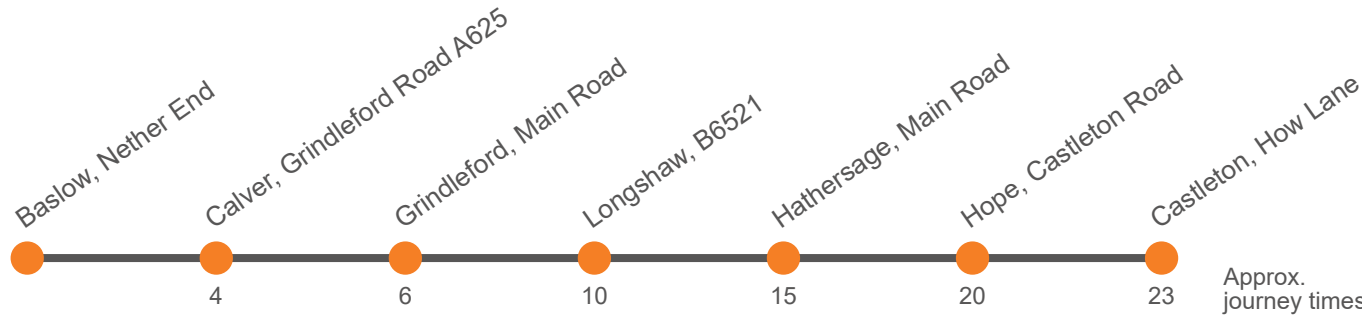 Baslow, Nether End
Calver, Grindleford Road A625
Grindleford, Main Road
Longshaw, B6521
Hathersage, Main Road
Hope, Castleton Road
Castleton, How Lane
4
6
10
15
20
23
Approx.
journey times